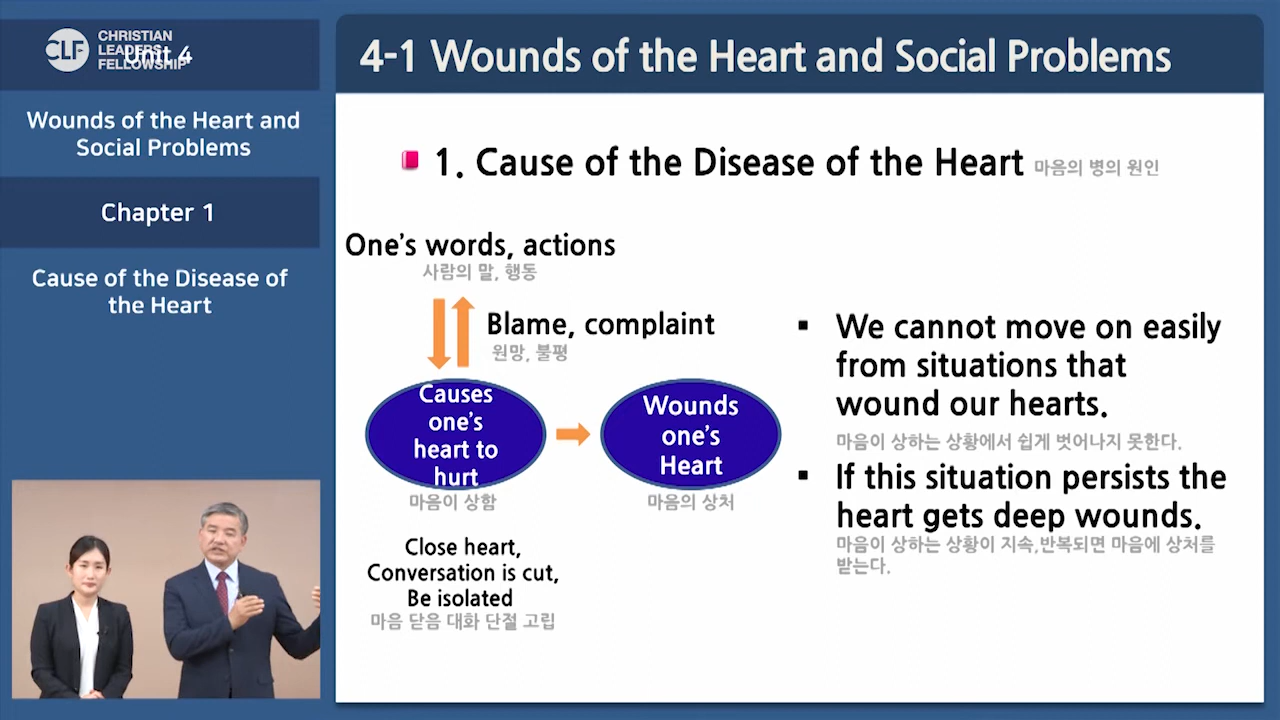 CHRISTIAN
LEADERS
FELLOWSHIP
CLF
Unit 4
Wounds of the Heart and
Social Problems
Chapter 1
Cause of the Disease of
the Heart
4-1 Wounds of the Heart and Social Problems
1. Cause of the Disease of the Heart 마음의 병의 원인
One's words, actions
사람의 말, 행동
Blame, complaint
원망, 불평
Causes
one's
heart to
hurt
마음이 상함
Wounds
one's
Heart
마음의 상처
Close heart,
Conversation is cut,
Be isolated
마음 닫음 대화 단절 고립
▪ We cannot move on easily
from situations that
wound our hearts.
마음이 상하는 상황에서 쉽게 벗어나지 못한다.
▪ If this situation persists the
heart gets deep wounds.
마음이 상하는 상황이 지속,반복되면 마음에 상처를
받는다.